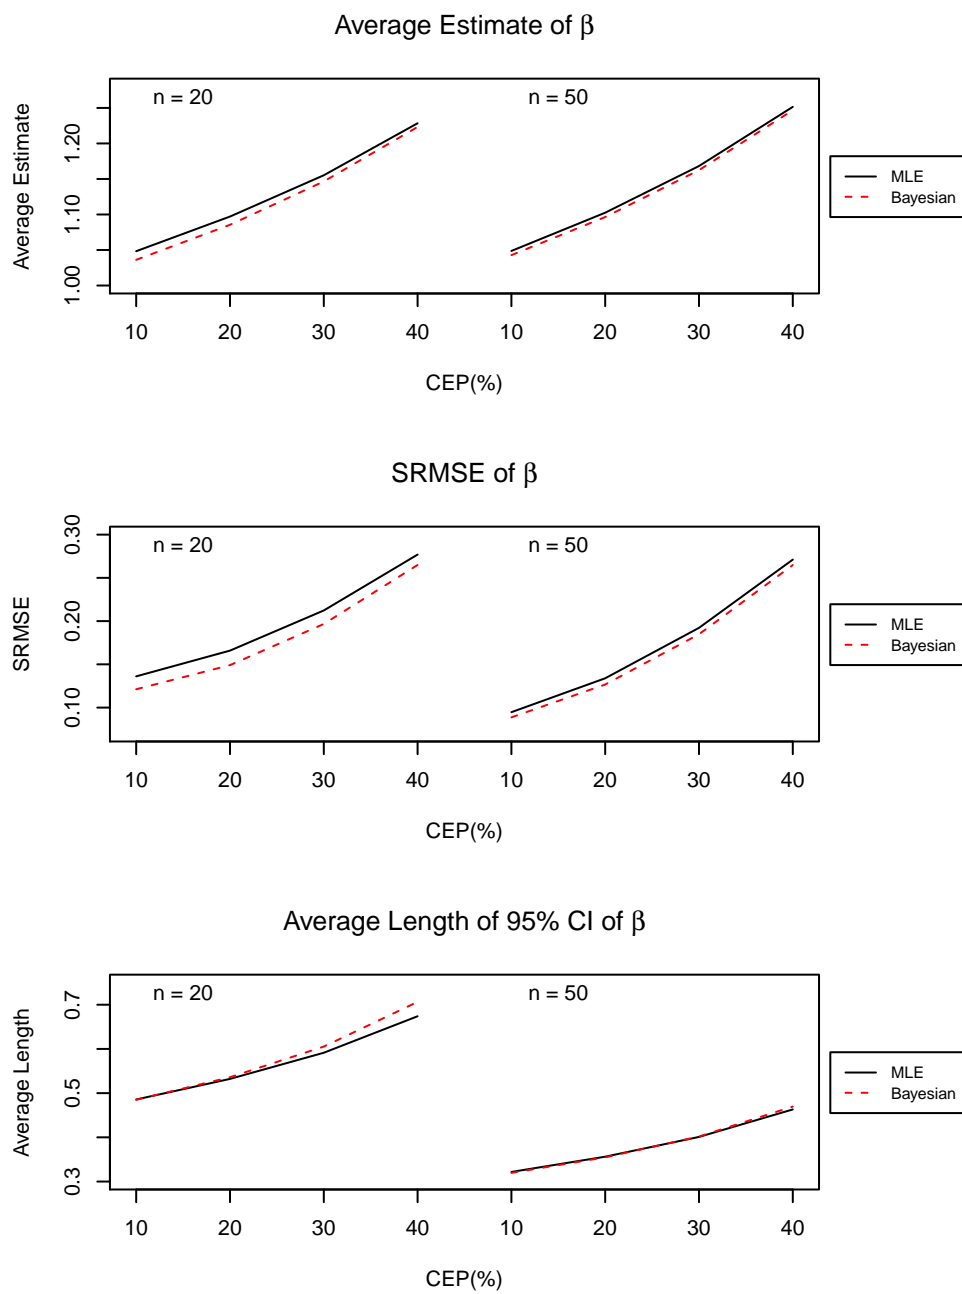 Average Estimate of β
n = 20
n = 50
Average Estimate
1.00
1.10
1.20
10 20 30 40 10 20 30 40
CEP(%)
MLE
Bayesian
SRMSE of β
n = 20
n = 50
SRMSE
0.10
0.20
0.30
10 20 30 40 10 20 30 40
CEP(%)
MLE
Bayesian
Average Length of 95% CI of β
n = 20
n = 50
Average Length
0.3
0.5
0.7
10 20 30 40 10 20 30 40
CEP(%)
MLE
Bayesian